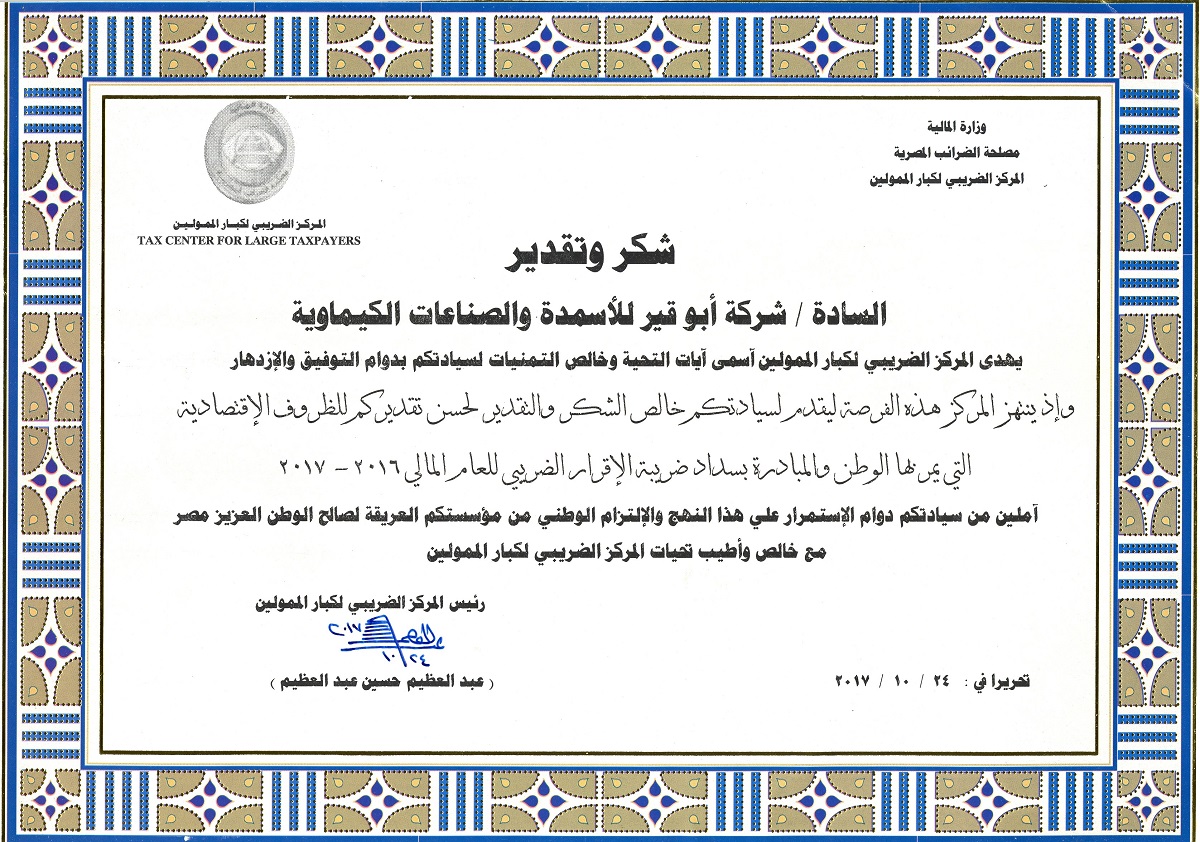 وزارة المالية
مصلحة الضرائب المصرية
المركز الضريبي لكبار الممولين
المركز الضريبي لكبار الممولين
TAX CENTER FOR LARGE TAXPAYERS
شكر وتقدير
السادة / شركة أبو قير للأسمدة والصناعات الكيماوية
يهدى المركز الضريبي لكبار الممولين آسمى آيات التحية وخالص التمنيات لسيادتكم بدوام التوفيق والإزدهار
وإذ ينتهز المركز هذه الفرصة ليقدم لسيادتكم خالص الشكر والتقدير لحسن تقديركم للظروف الإقتصادية
التي يمر بها الوطن والمبادرة بسداد ضريبة الإقرار الضريبي للعام المالي ٢٠١٦ – ٢٠١٧
آملين من سيادتكم دوام الإستمرار علي هذا النهج والإلتزام الوطني من مؤسستكم العريقة لصالح الوطن العزيز مصر
مع خالص وأطيب تحيات المركز الضريبي لكبار الممولين
رئيس المركز الضريبي لكبار الممولين
٢٠١٧
١٠/٢٤
( عبد العظيم حسين عبد العظيم )
تحريرا في : ٢٤ / ١٠ / ٢٠١٧